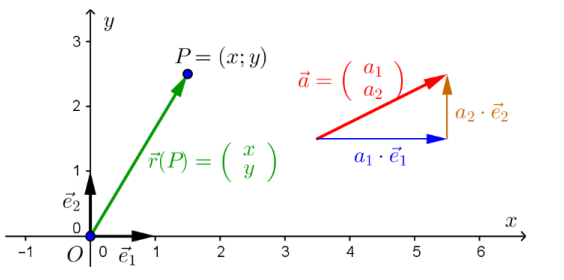 y
3
P = (x; y)
\vec{a} = \begin{pmatrix} a_1 \\ a_2 \end{pmatrix}
2
a_2 \cdot \vec{e}_2
\vec{r}(P) = \begin{pmatrix} x \\ y \end{pmatrix}
a_1 \cdot \vec{e}_1
1
\vec{e}_2
0
x
−1 0 1 2 3 4 5 6
O \vec{e}_1